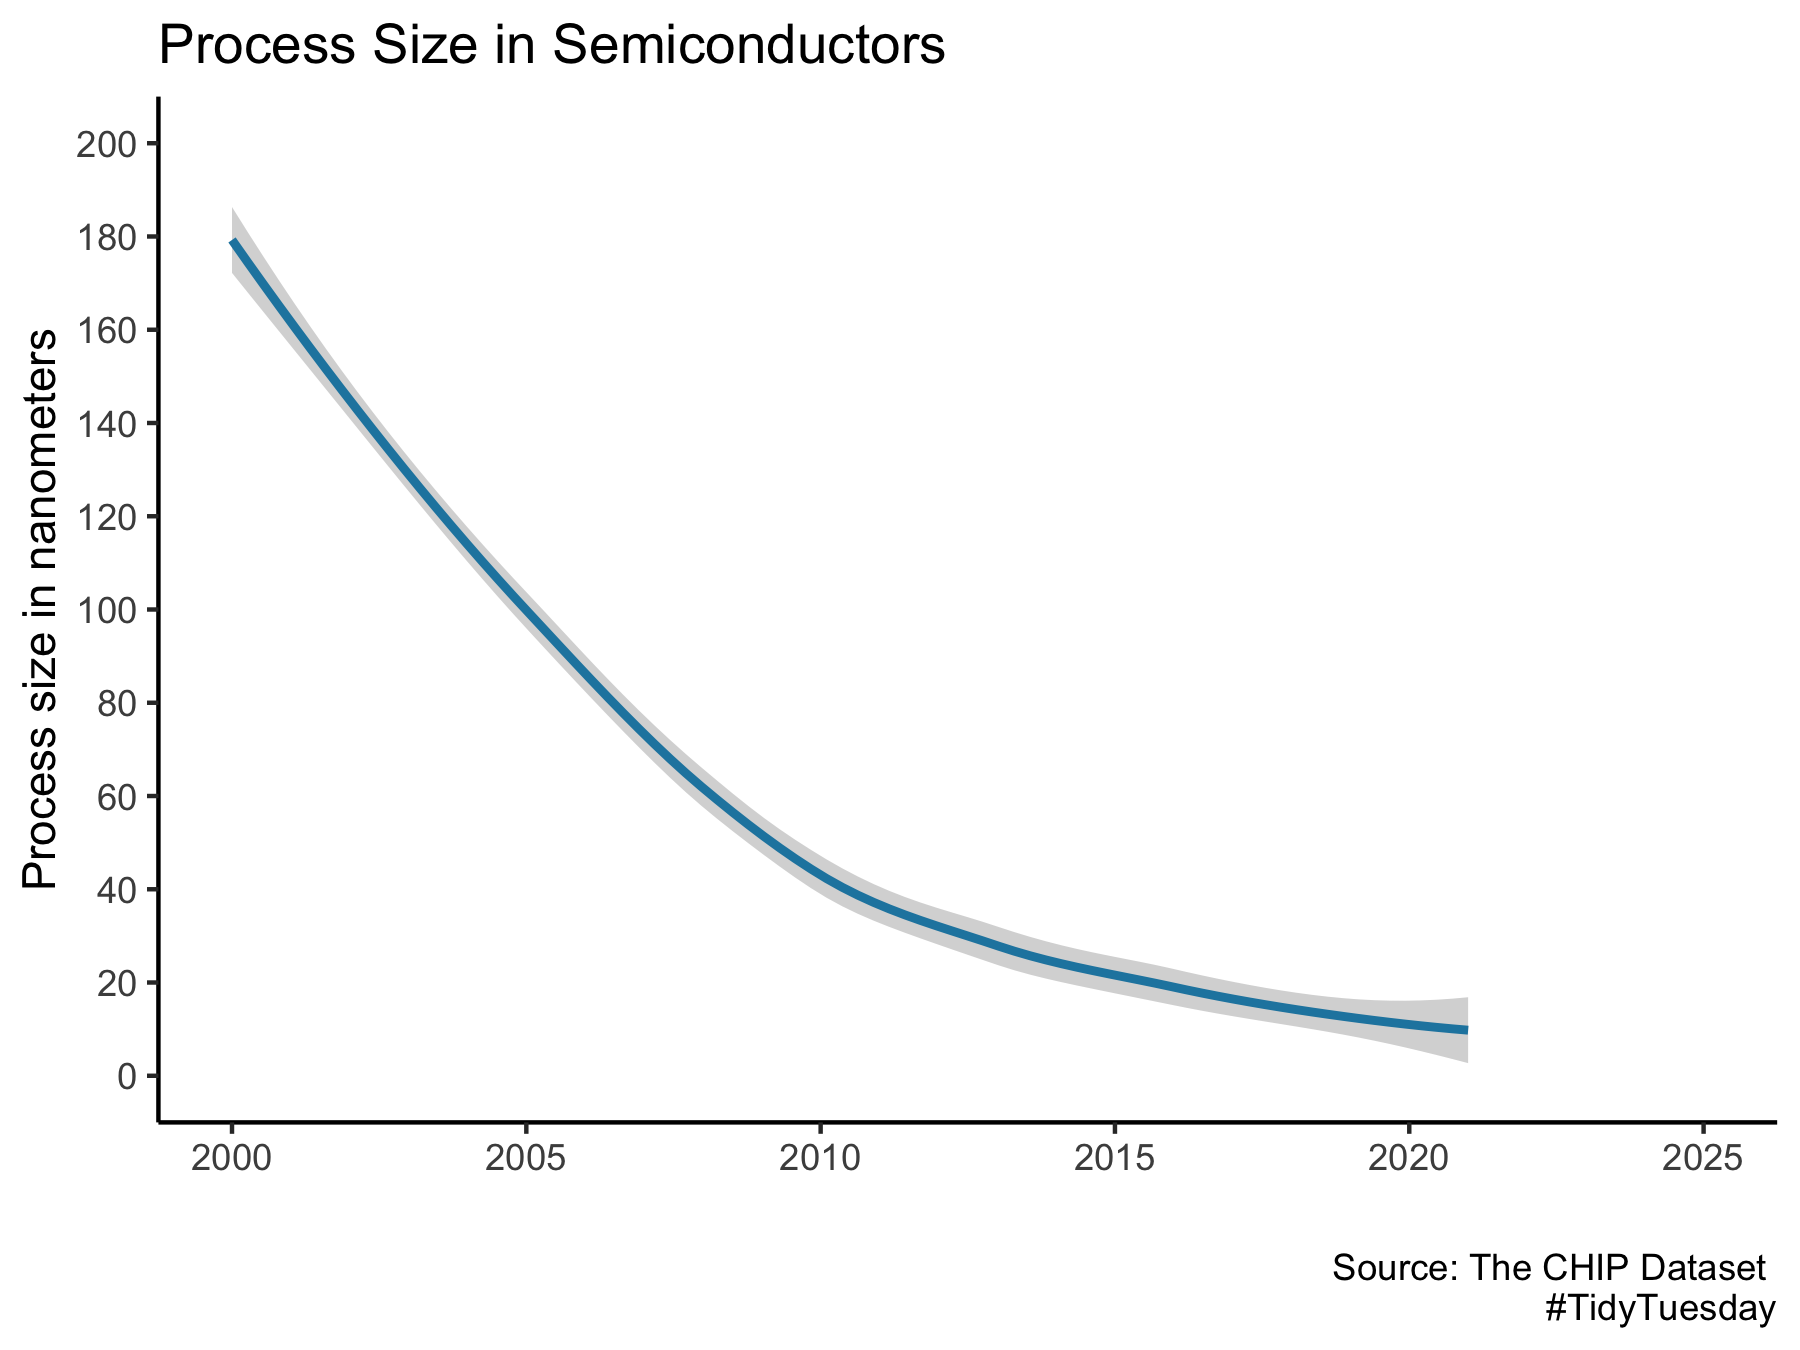 Process Size in Semiconductors
Process size in nanometers
200
180
160
140
120
100
80
60
40
20
0
2000 2005 2010 2015 2020 2025
Source: The CHIP Dataset
#TidyTuesday